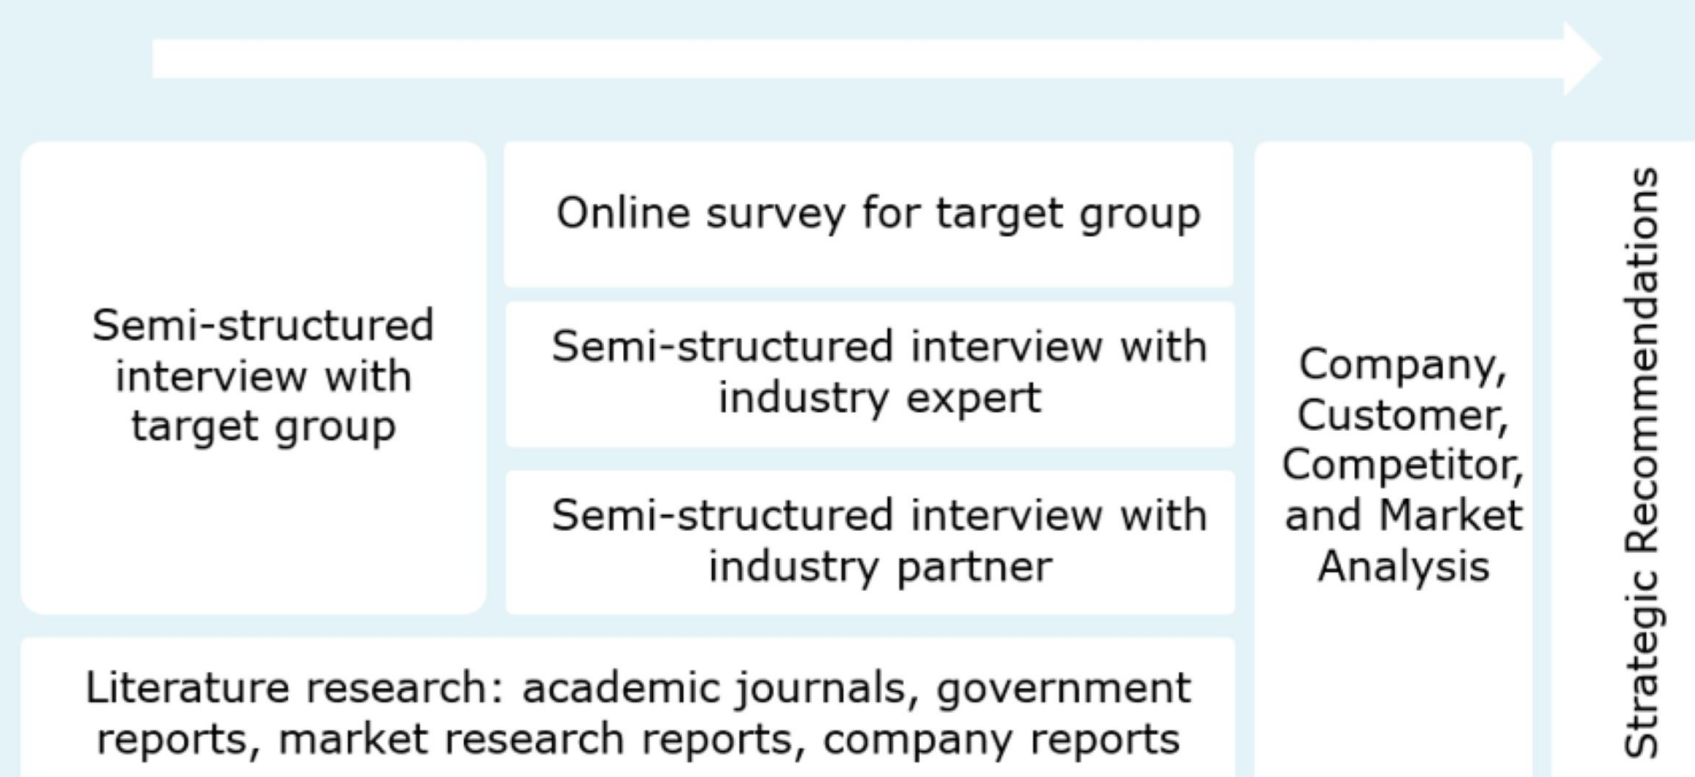 Semi-structured
interview with
target group
Online survey for target group
Semi-structured interview with
industry expert
Semi-structured interview with
industry partner
Literature research: academic journals, government
reports, market research reports, company reports
Company,
Customer,
Competitor,
and Market
Analysis
Strategic Recommendations